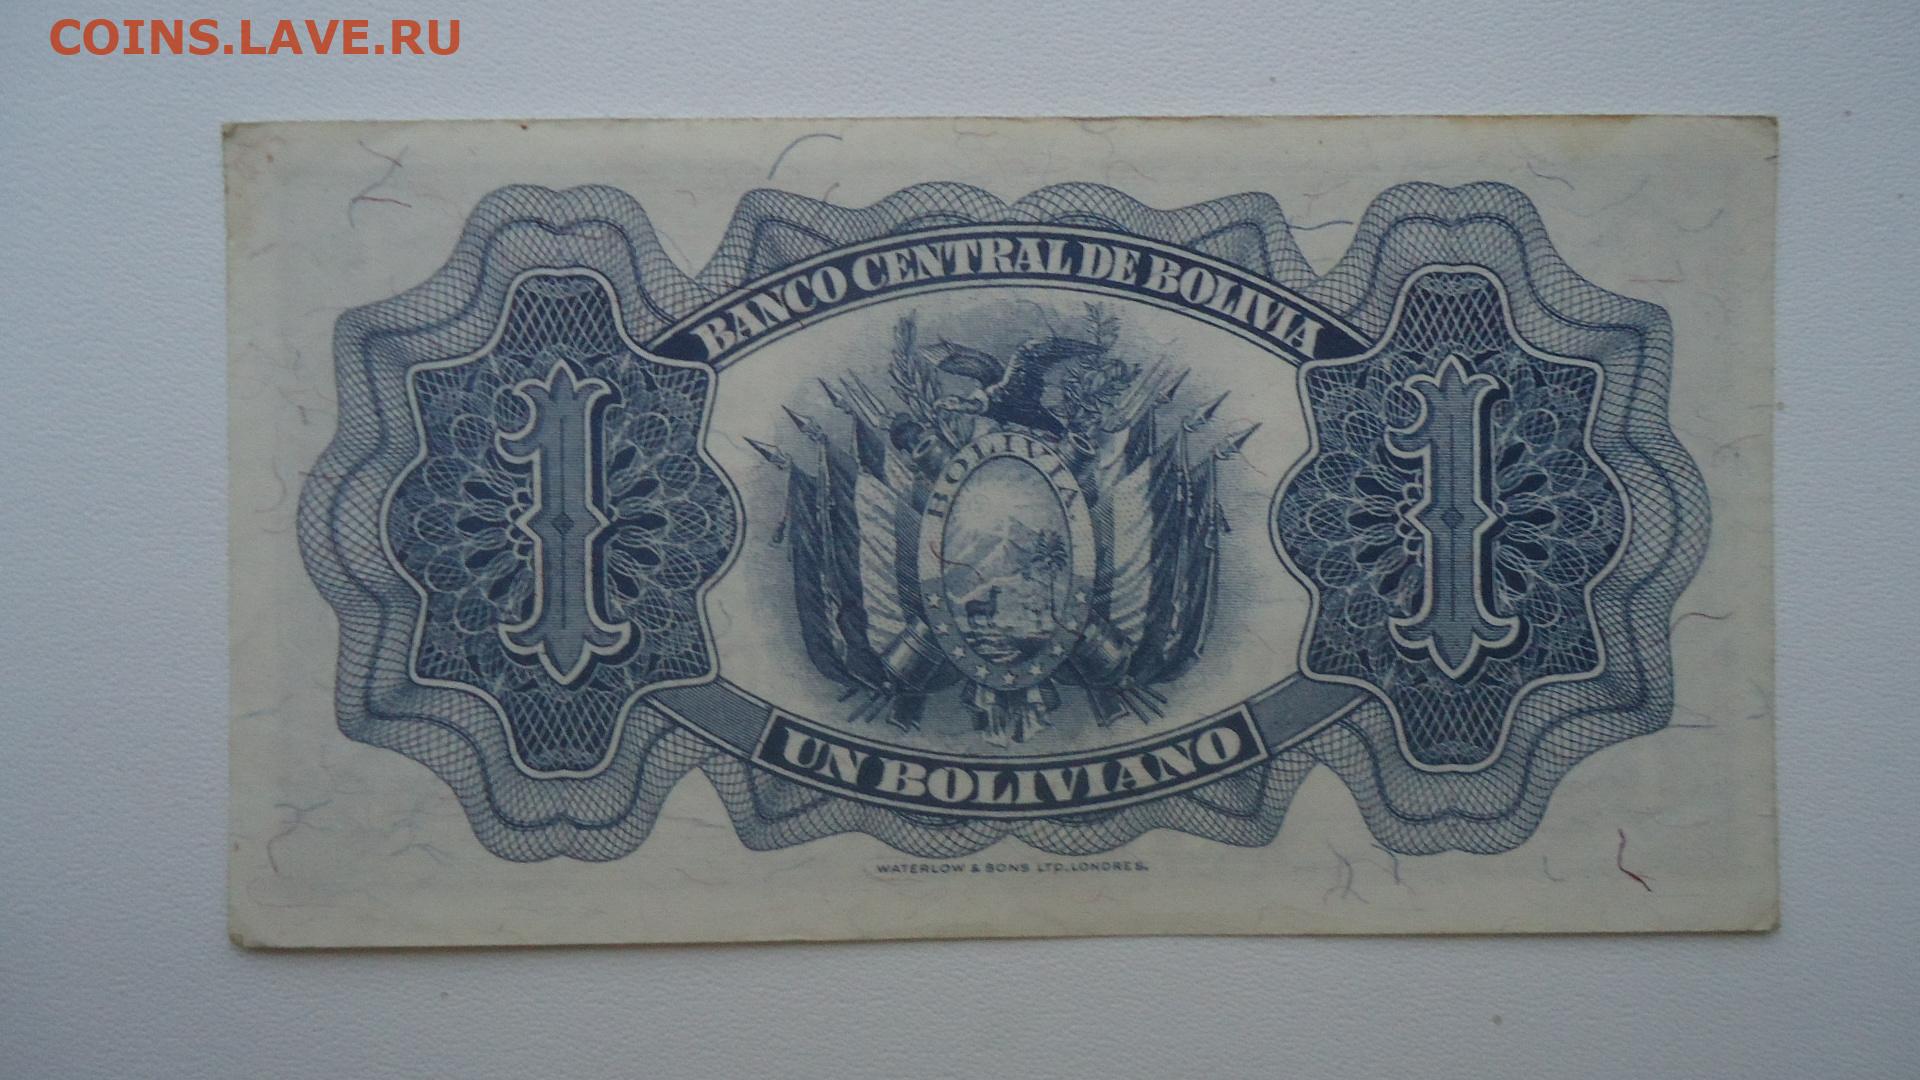 COINS.LAVE.RU
BANCO CENTRAL DE BOLIVIA
1 1
BOLIVIA
UN BOLIVIANO
WATERLOW & SONS LTD. LONDRES.